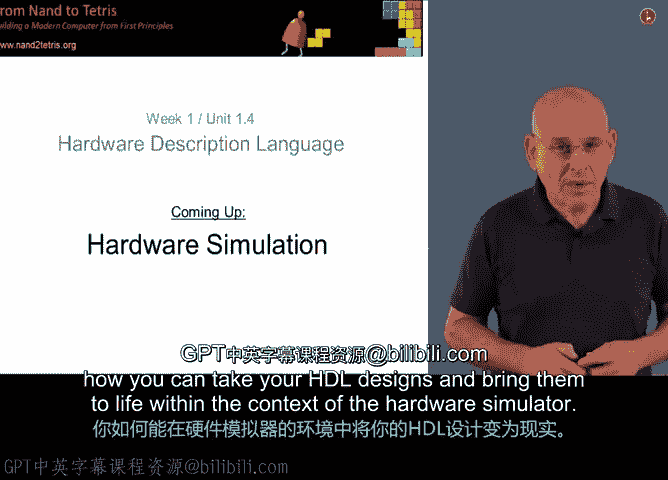 rom Nand to Tetris
uilding a Modern Computer from First Principles
ww.nand2tetris.org
Week 1 / Unit 1.4
Hardware Description Language
Coming Up:
Hardware Simulation
GPT中英字幕课程资源@bilibili.com
how you can take your HDL designs and bring them
to life within the context of the hardware simulator.
你如何能在硬件模拟器的环境中将你的HDL设计变为现实。
GPT中英字幕课程资源@bilibili.com